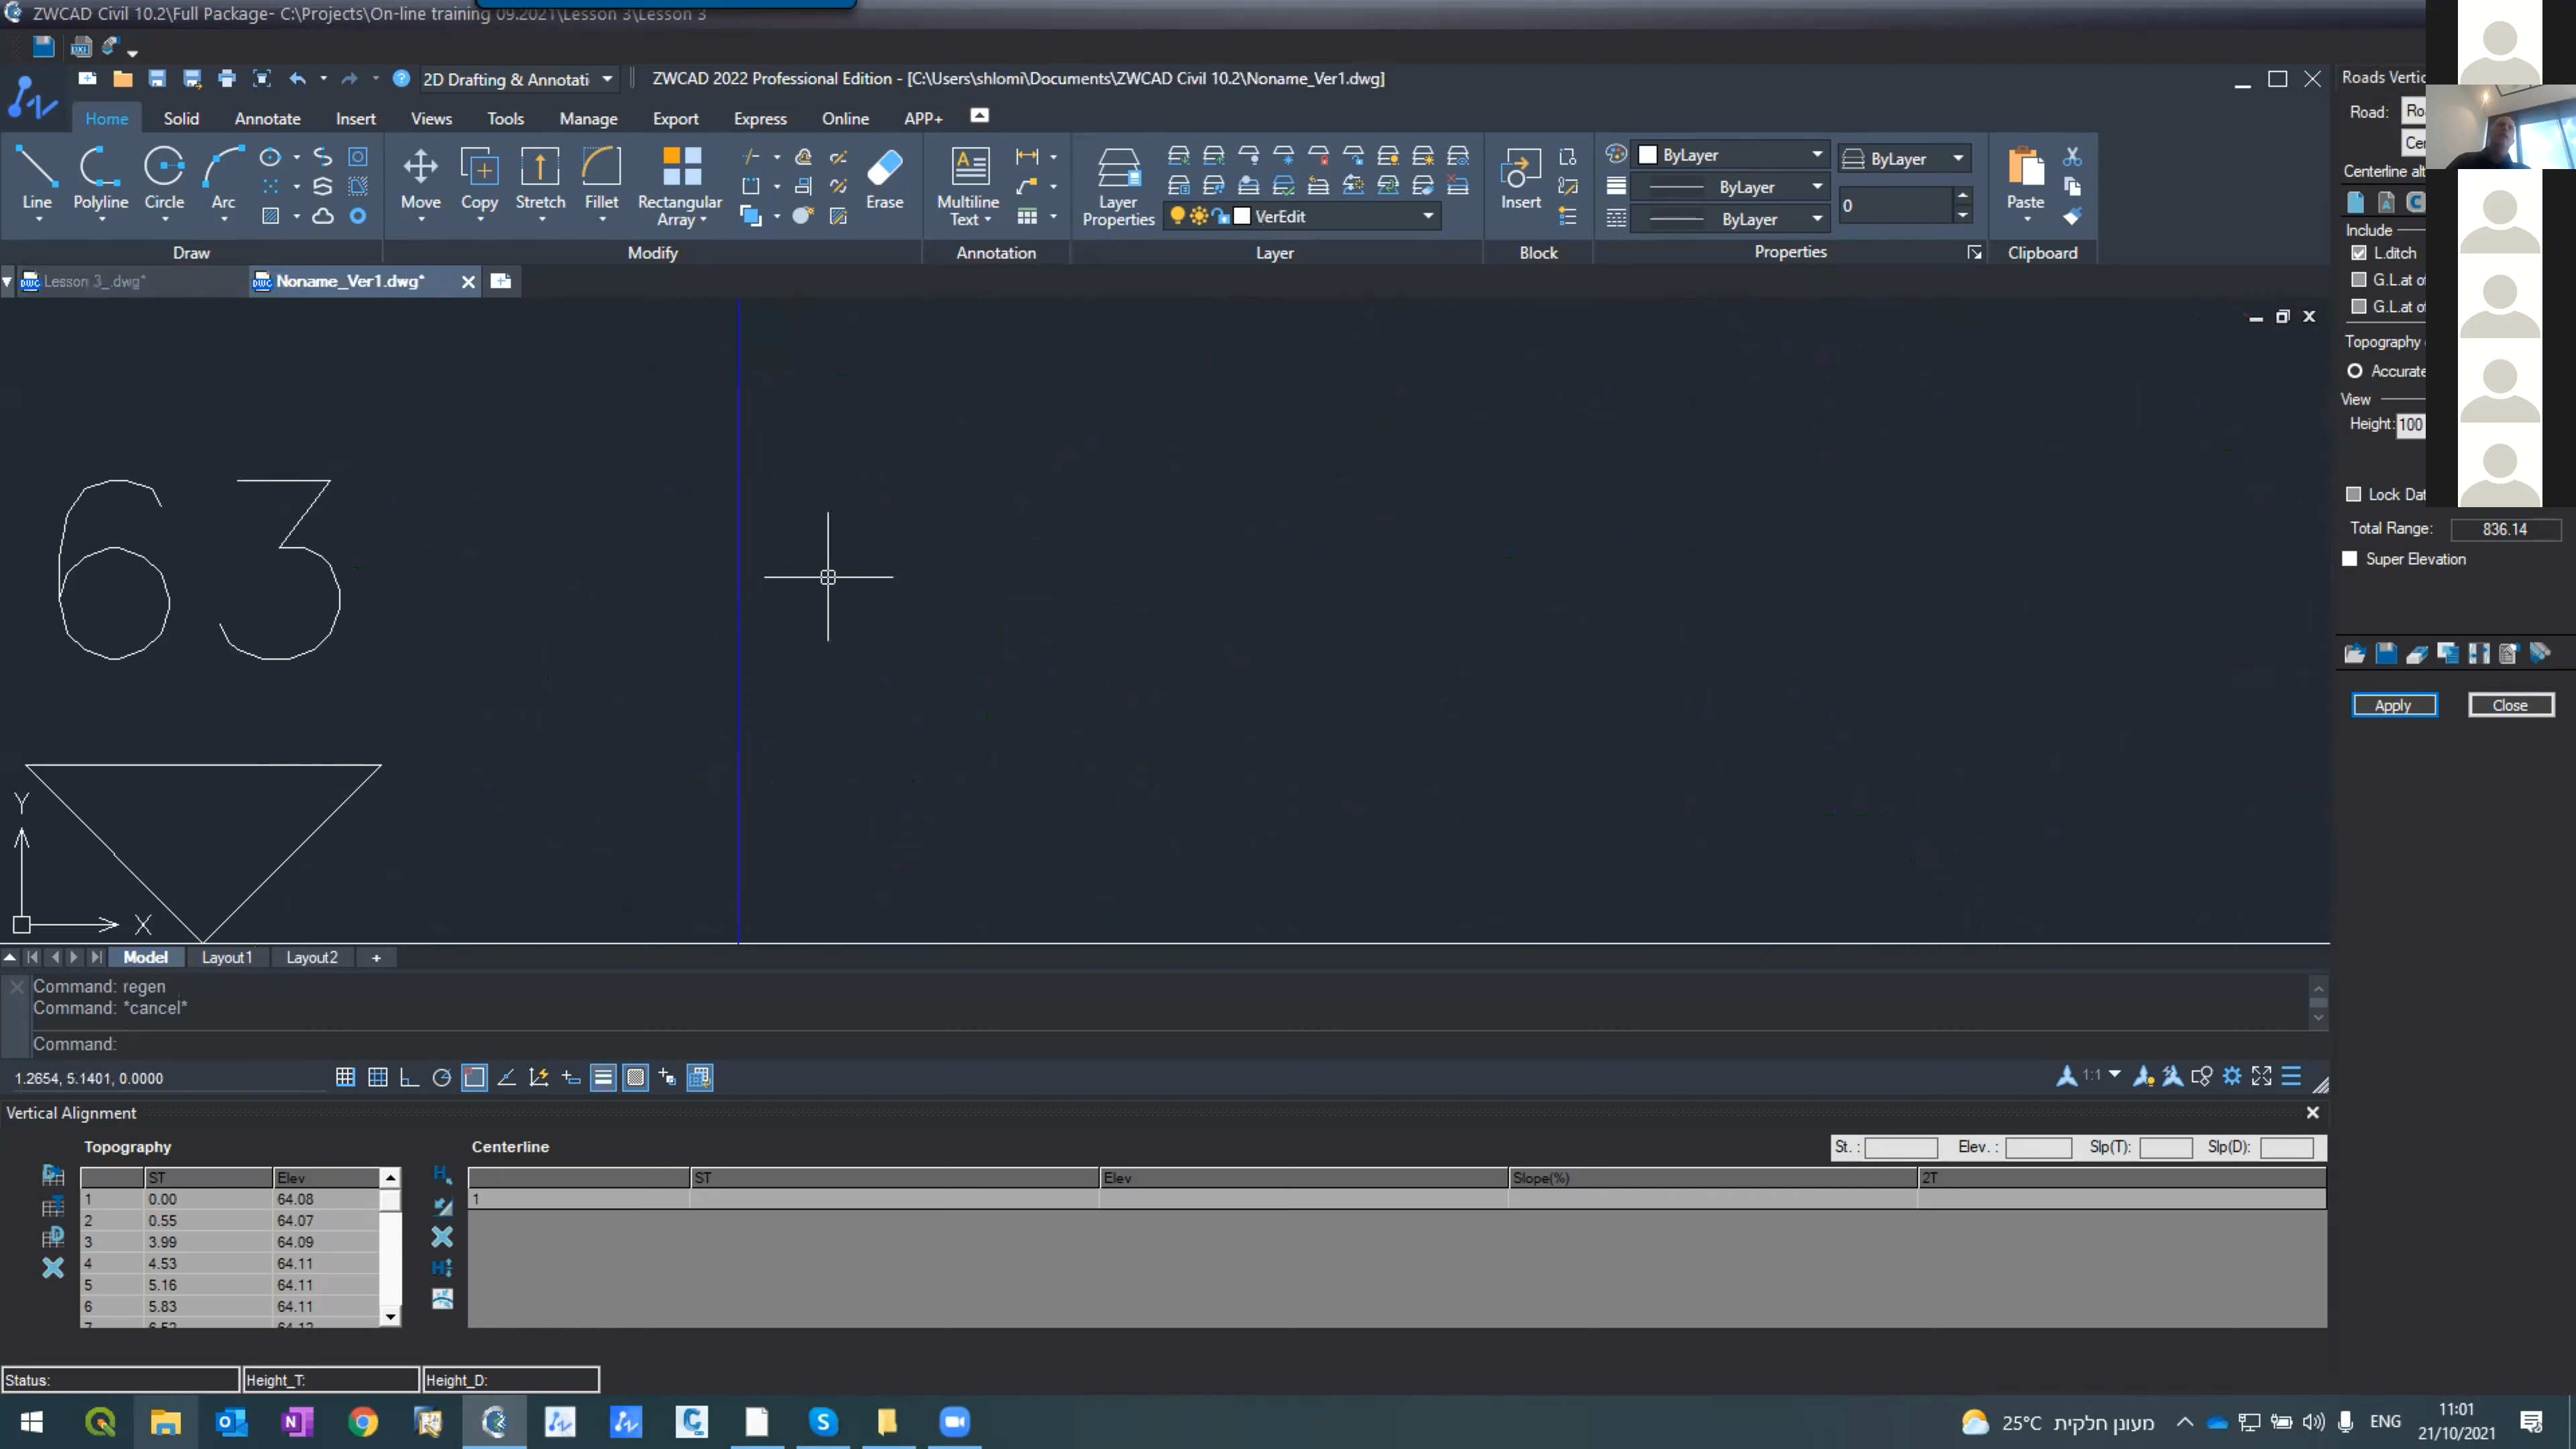 ZWCAD Civil 10.2\Full Package- C:\Projects\On-line training 09.2021\Lesson 3\Lesson 3
2D Drafting & Annotati
ZWCAD 2022 Professional Edition - [C:\Users\shlomi\Documents\ZWCAD Civil 10.2\Noname_Ver1.dwg]
Home Solid Annotate Insert Views Tools Manage Export Express Online APP+
Line Polyline Circle Arc
Move Copy Stretch Fillet Rectangular Array Erase
Multiline Text
Layer Properties
VerEdit
Insert
ByLayer
ByLayer
ByLayer
ByLayer
0
Paste
Draw Modify Annotation Layer Block Properties Clipboard
Lesson 3_.dwg*
Noname_Ver1.dwg*
63
Y
X
Model Layout1 Layout2 +
Command: regen
Command: *cancel*
Command:
1.2654, 5.1401, 0.0000
1:1
Vertical Alignment
Topography
ST Elev
1 0.00 64.08
2 0.55 64.07
3 3.99 64.09
4 4.53 64.11
5 5.16 64.11
6 5.83 64.11
Centerline
St. : Elev. : Slp(T): Slp(D):
ST Elev Slope(%) 2T
1
Status: Height_T: Height_D:
Roads Vertic
Road: Ro
Cer
Centerline alt
Include
L.ditch
G.L.at of
G.L.at of
Topography
Accurate
View
Height: 100
Lock Dat
Total Range: 836.14
Super Elevation
Apply Close
25°C מעונן חלקית
ENG
11:01
21/10/2021